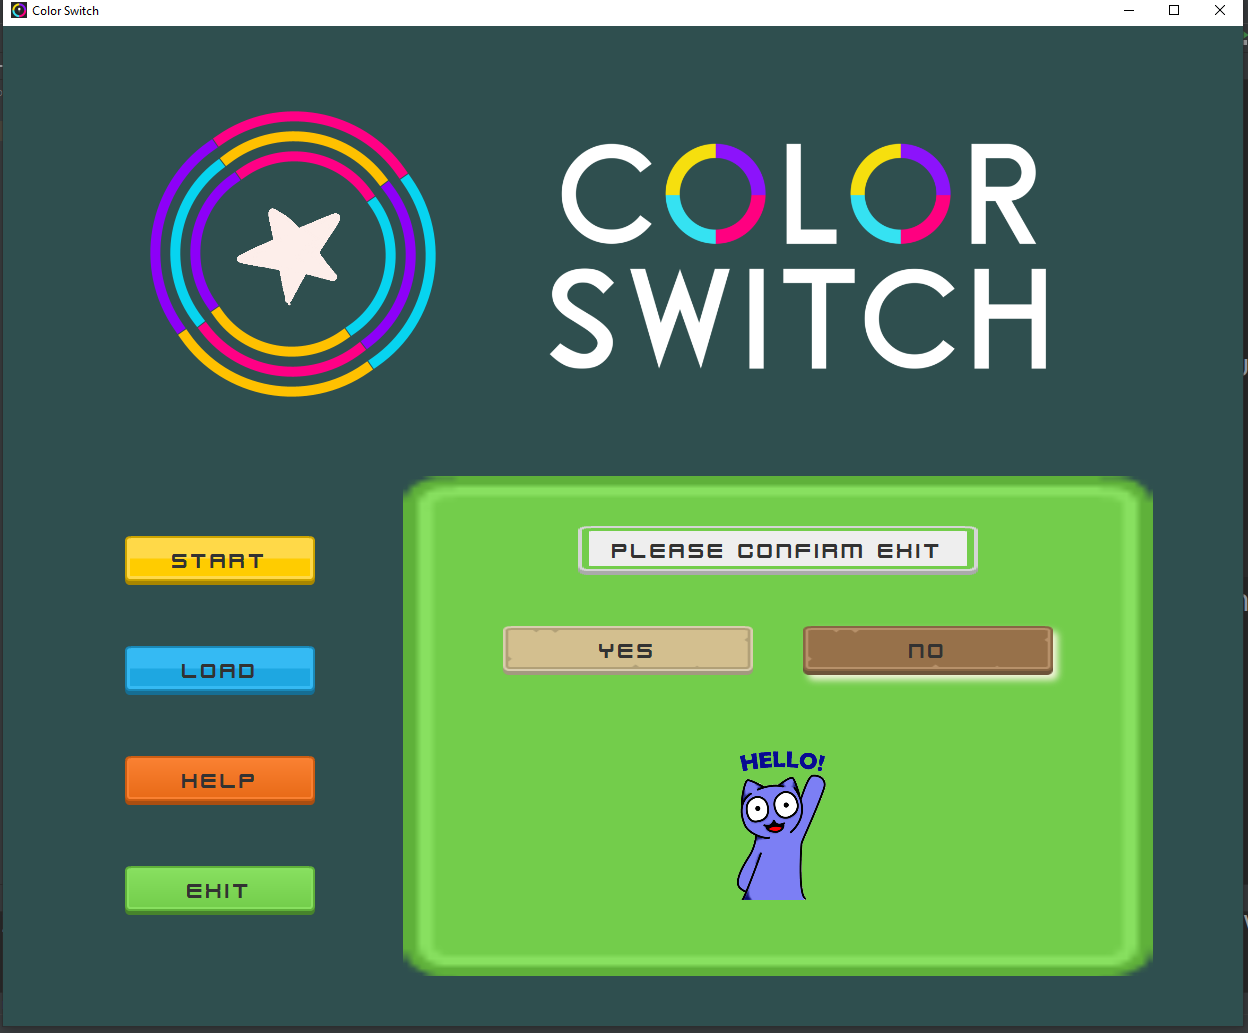 Color Switch
COLOR
SWITCH
START
LOAD
HELP
EXIT
PLEASE CONFIRM EXIT
YES
NO
HELLO!